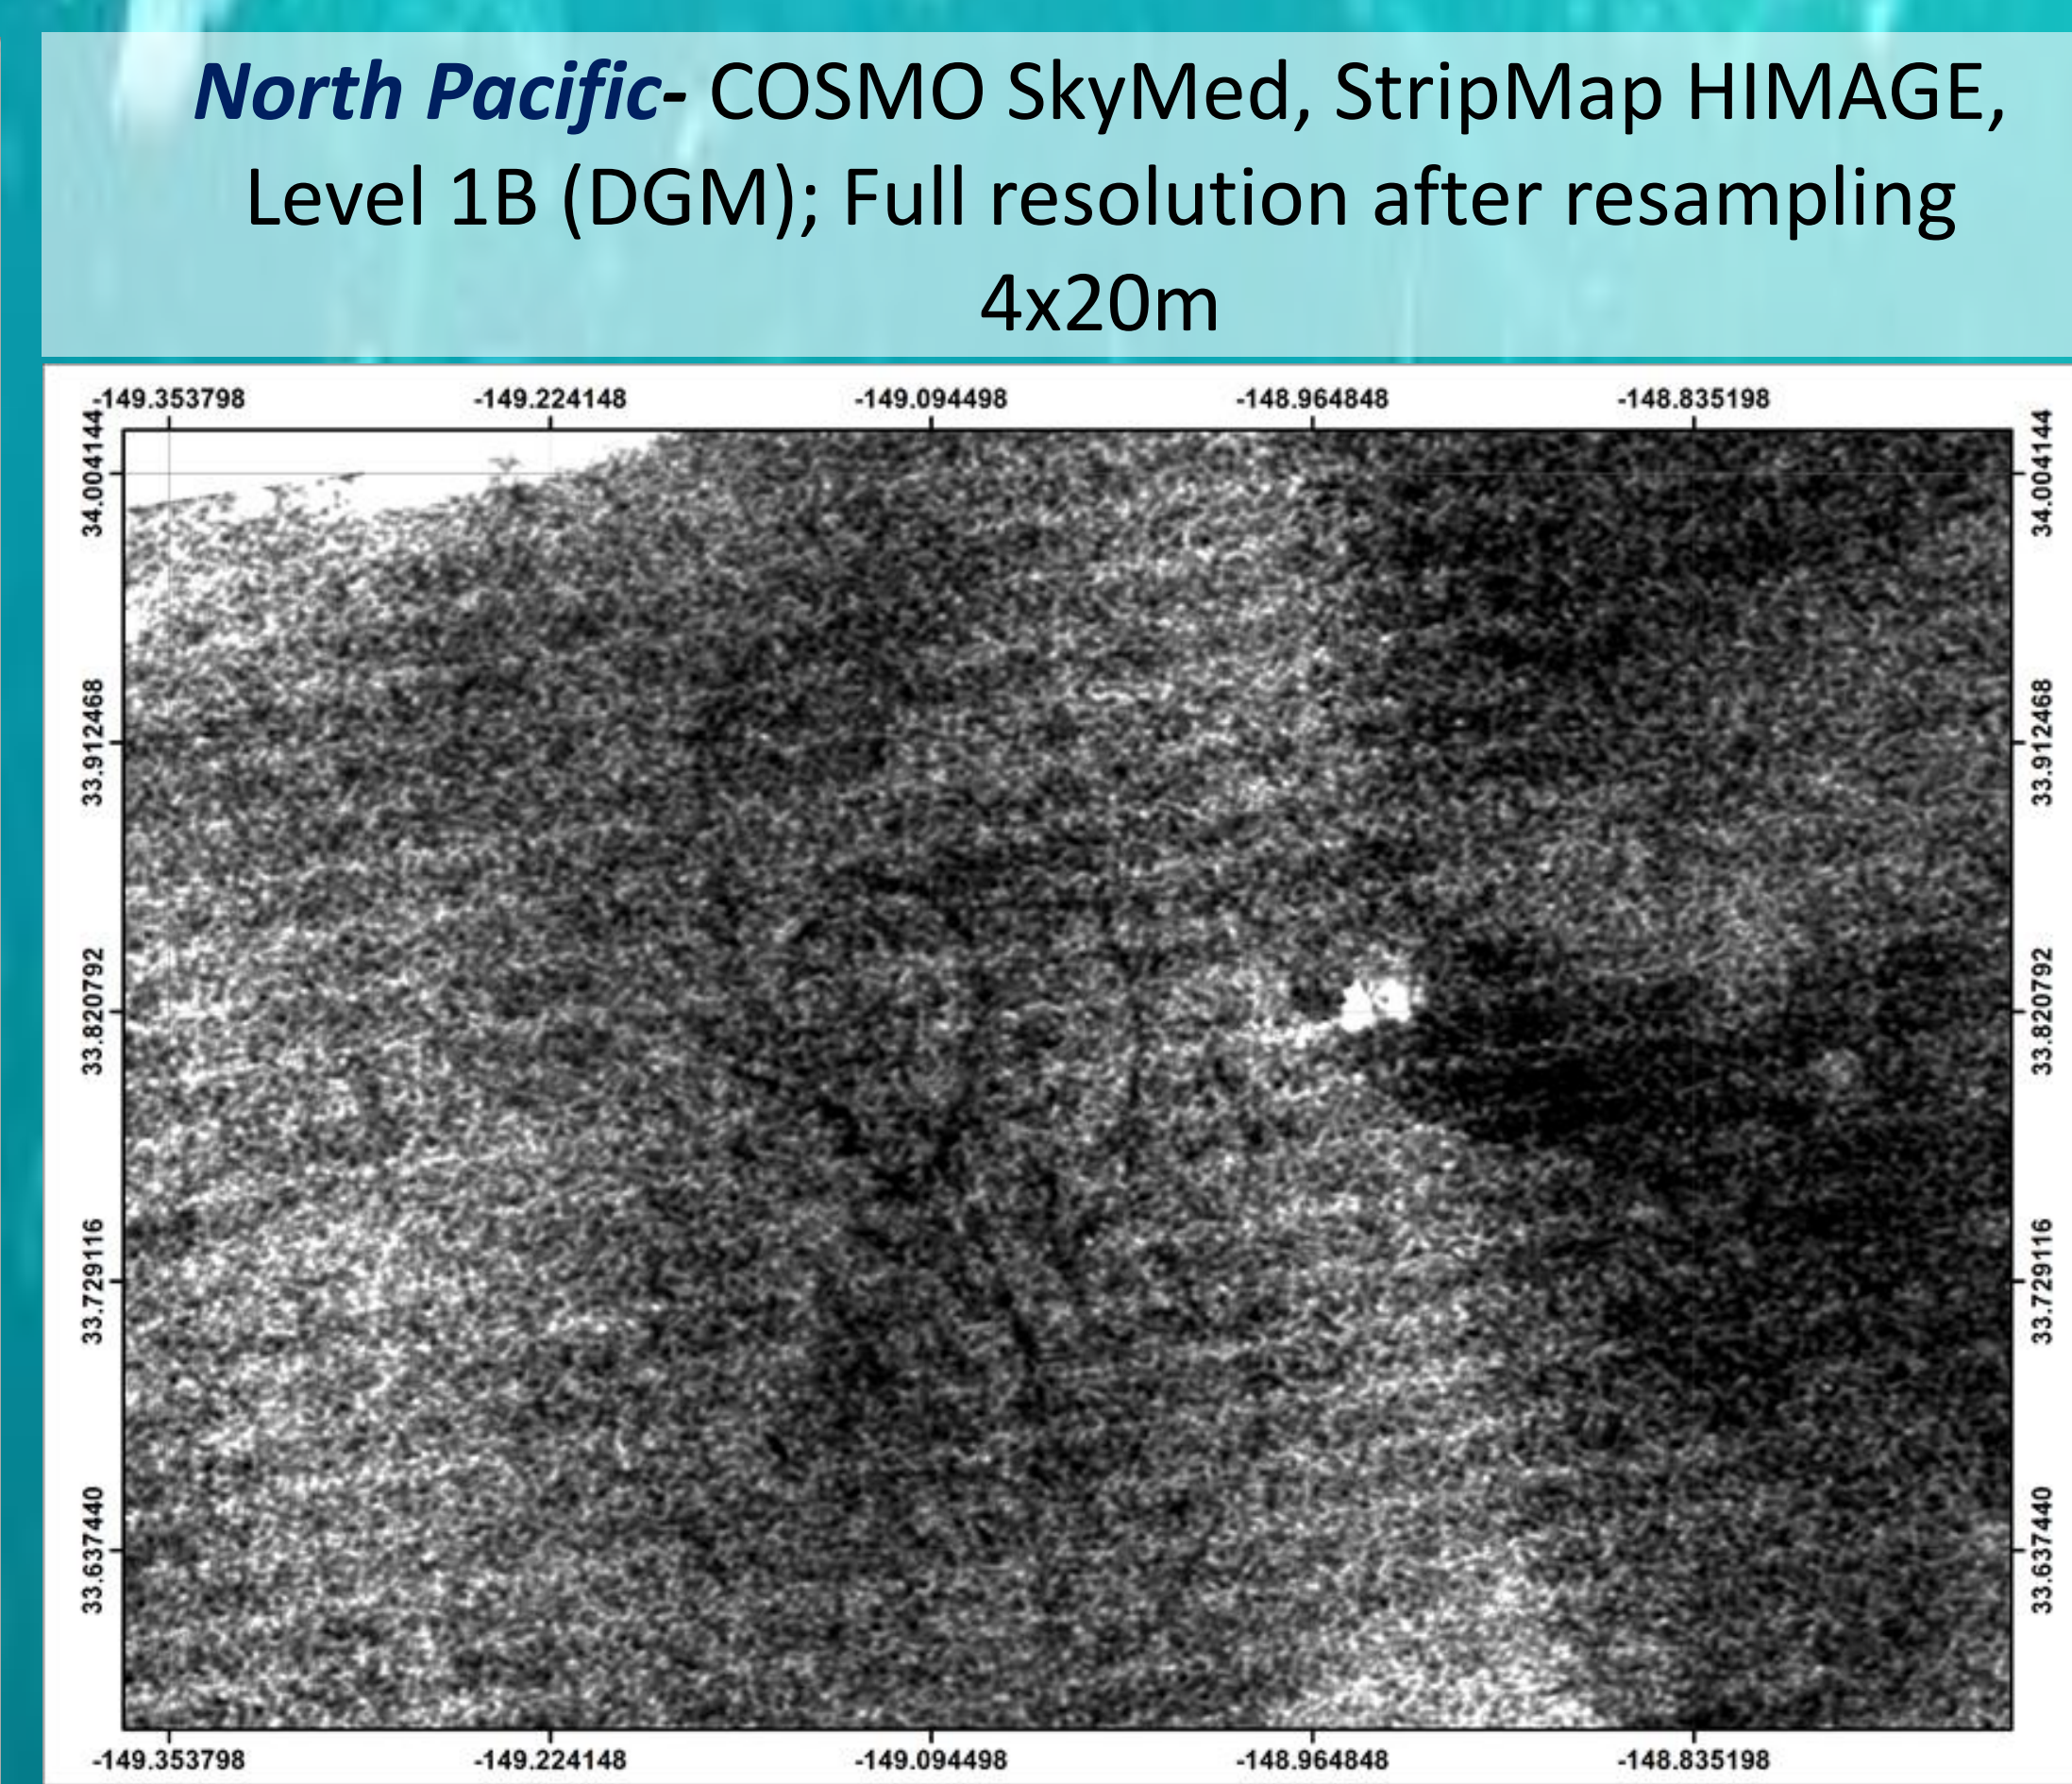 North Pacific- COSMO SkyMed, StripMap HIMAGE,
Level 1B (DGM); Full resolution after resampling
4x20m
-149.353798 -149.224148 -149.094498 -148.964848 -148.835198
34.004144 34.004144
33.912468 33.912468
33.820792 33.820792
33.729116 33.729116
33.637440 33.637440
-149.353798 -149.224148 -149.094498 -148.964848 -148.835198